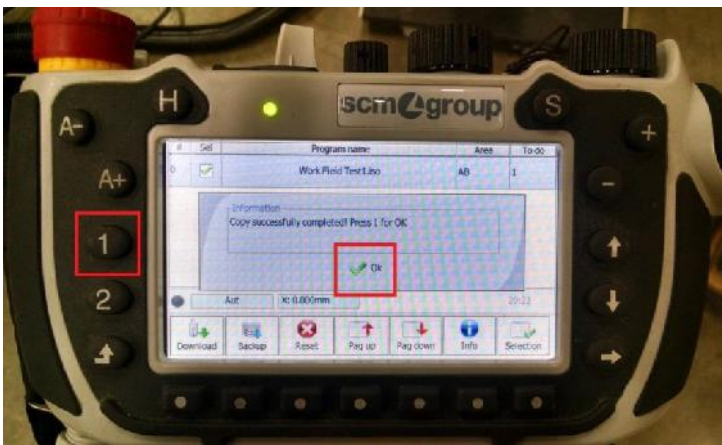 H
scm group
S
A-
+
# Sel Program name Area To do
0 Work Field Test1.iso AB 1
A+
-
Information
Copy successfully completed! Press 1 for OK
1
Ok
2
Aut X: 0.000mm 20:22
Download Backup Reset Pag up Pag down Info Selection